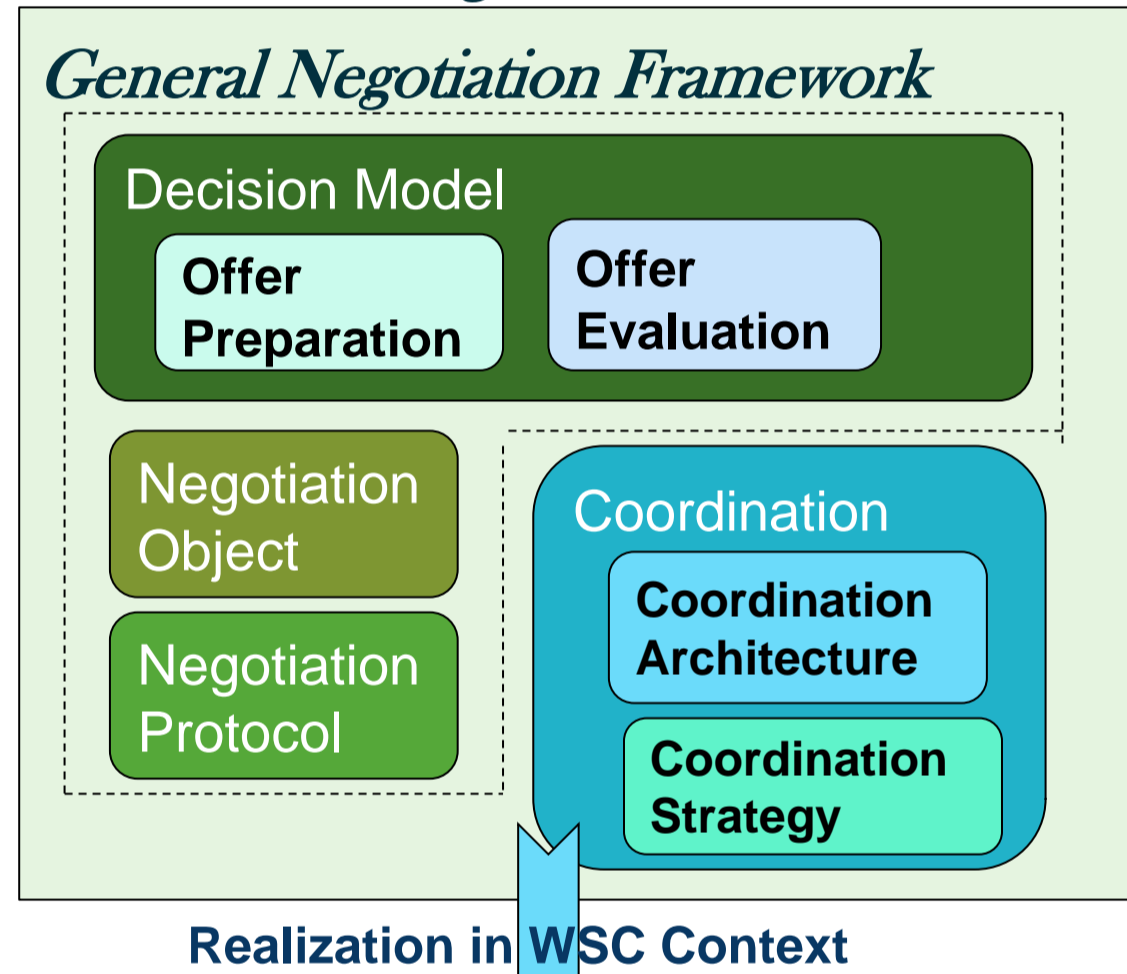 General Negotiation Framework
Decision Model
Offer
Preparation
Offer
Evaluation
Negotiation
Object
Negotiation
Protocol
Coordination
Coordination
Architecture
Coordination
Strategy
Realization in WSC Context